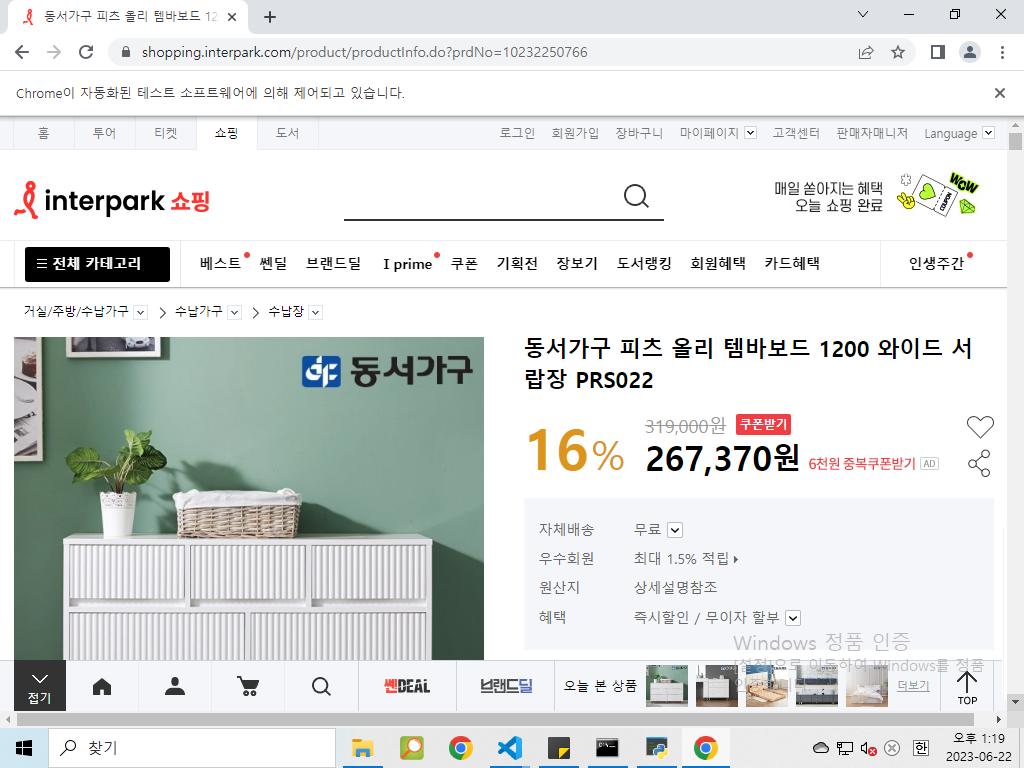 동서가구 피츠 올리 템바보드 12
shopping.interpark.com/product/productInfo.do?prdNo=10232250766
Chrome이 자동화된 테스트 소프트웨어에 의해 제어되고 있습니다.
홈 투어 티켓 쇼핑 도서 로그인 회원가입 장바구니 마이페이지 고객센터 판매자매니저 Language
interpark 쇼핑
매일 쏟아지는 혜택
오늘 쇼핑 완료
WOW
COUPON
전체 카테고리 베스트 쎈딜 브랜드딜 I prime 쿠폰 기획전 장보기 도서랭킹 회원혜택 카드혜택 인생주간
거실/주방/수납가구 > 수납가구 > 수납장
동서가구
동서가구 피츠 올리 템바보드 1200 와이드 서
랍장 PRS022
16% 319,000원 쿠폰받기
267,370원 6천원 중복쿠폰받기 AD
자체배송 무료
우수회원 최대 1.5% 적립
원산지 상세설명참조
혜택 즉시할인 / 무이자 할부
Windows 정품 인증
[설정]으로 이동하여 Windows를 정품
접기 쎈DEAL 브랜드딜 오늘 본 상품 더보기 TOP
찾기
한
오후 1:19
2023-06-22